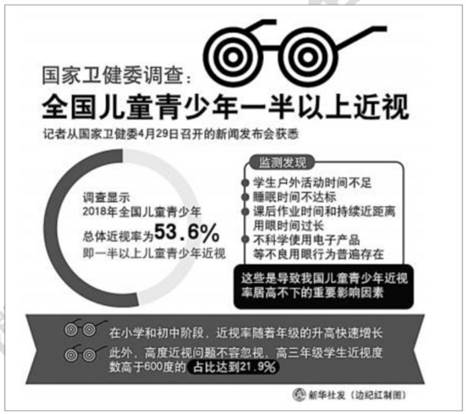 国家卫健委调查：
全国儿童青少年一半以上近视
记者从国家卫健委4月29日召开的新闻发布会获悉
调查显示
2018年全国儿童青少年
总体近视率为53.6%
即一半以上儿童青少年近视
监测发现
学生户外活动时间不足
睡眠时间不达标
课后作业时间和持续近距离
用眼时间过长
不科学使用电子产品
等不良用眼行为普遍存在
这些是导致我国儿童青少年近视
率居高不下的重要影响因素
在小学和初中阶段，近视率随着年级的升高快速增长
此外，高度近视问题不容忽视，高三年级学生近视度
数高于600度的 占比达到21.9%
新华社发（边纪红制图）